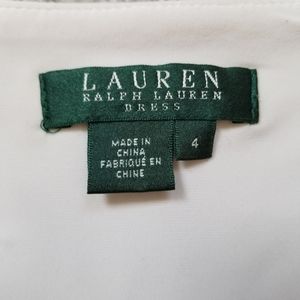 LAUREN
RALPH LAUREN
DRESS
MADE IN
CHINA
FABRIQUÉ EN
CHINE
4